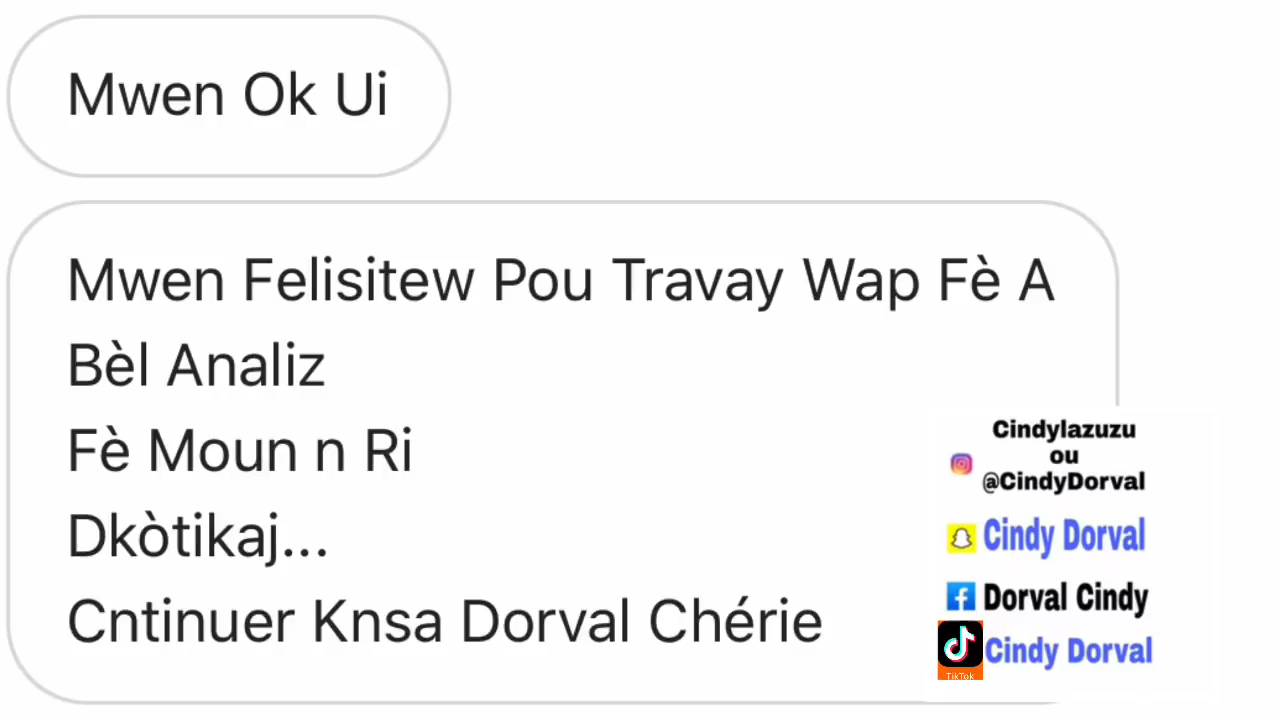 Mwen Ok Ui
Mwen Felisitew Pou Travay Wap Fè A
Bèl Analiz
Fè Moun n Ri
Dkòtikaj...
Cntinuer Knsa Dorval Chérie
Cindylazuzu
ou
@CindyDorval
Cindy Dorval
Dorval Cindy
Cindy Dorval
TikTok